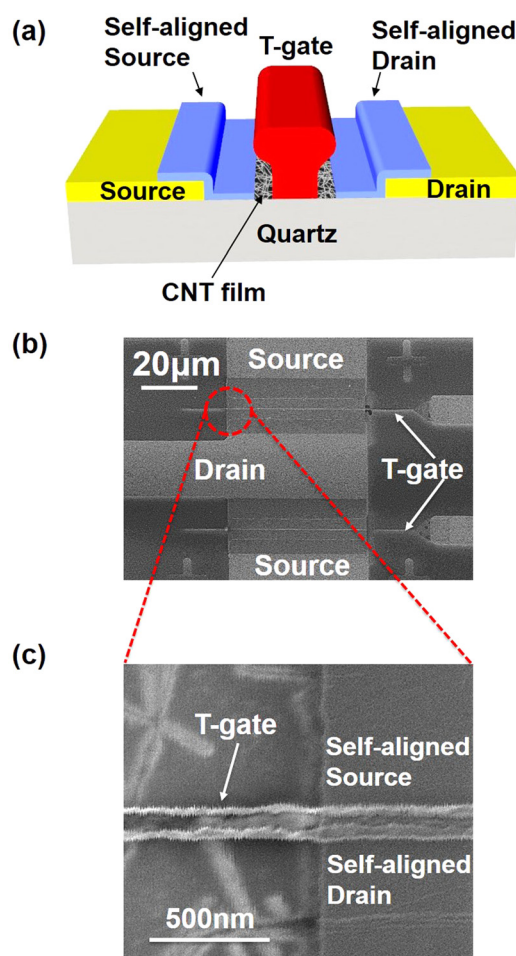 (a)
Self-aligned
Source
T-gate
Self-aligned
Drain
Source
Drain
Quartz
CNT film
(b)
20μm
Source
Drain
T-gate
Source
(c)
T-gate
Self-aligned
Source
Self-aligned
Drain
500nm